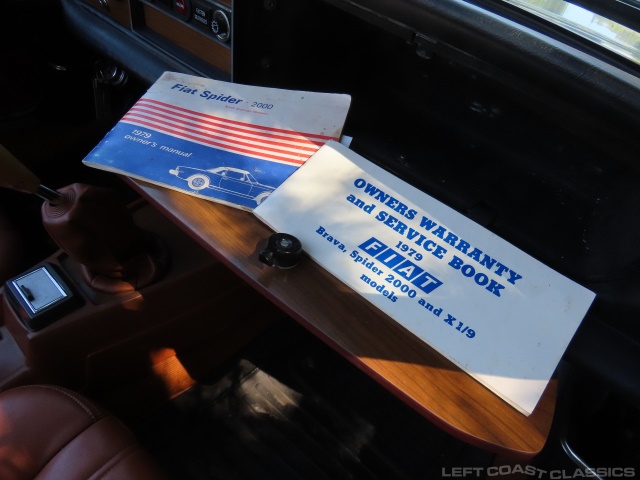 Fiat Spider 2000
1979
owner's manual
OWNERS WARRANTY
and SERVICE BOOK
1979
FIAT
Brava, Spider 2000 and X 1/9
models
LEFT COAST CLASSICS